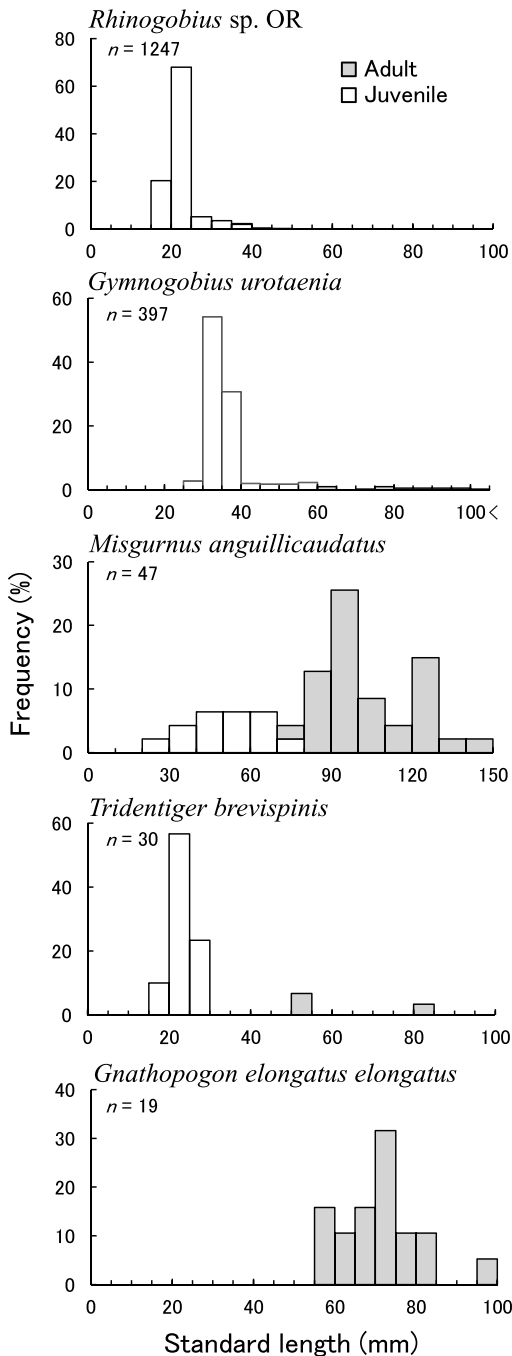 Rhinogobius sp. OR
80
n = 1247
Adult
Juvenile
60
40
20
0
0 20 40 60 80 100
Gymnogobius urotaenia
60
n = 397
40
20
0
0 20 40 60 80 100<
Misgurnus anguillicaudatus
30
n = 47
20
10
0
0 30 60 90 120 150
Frequency (%)
Tridentiger brevispinis
60
n = 30
40
20
0
0 20 40 60 80 100
Gnathopogon elongatus elongatus
40
n = 19
30
20
10
0
0 20 40 60 80 100
Standard length (mm)